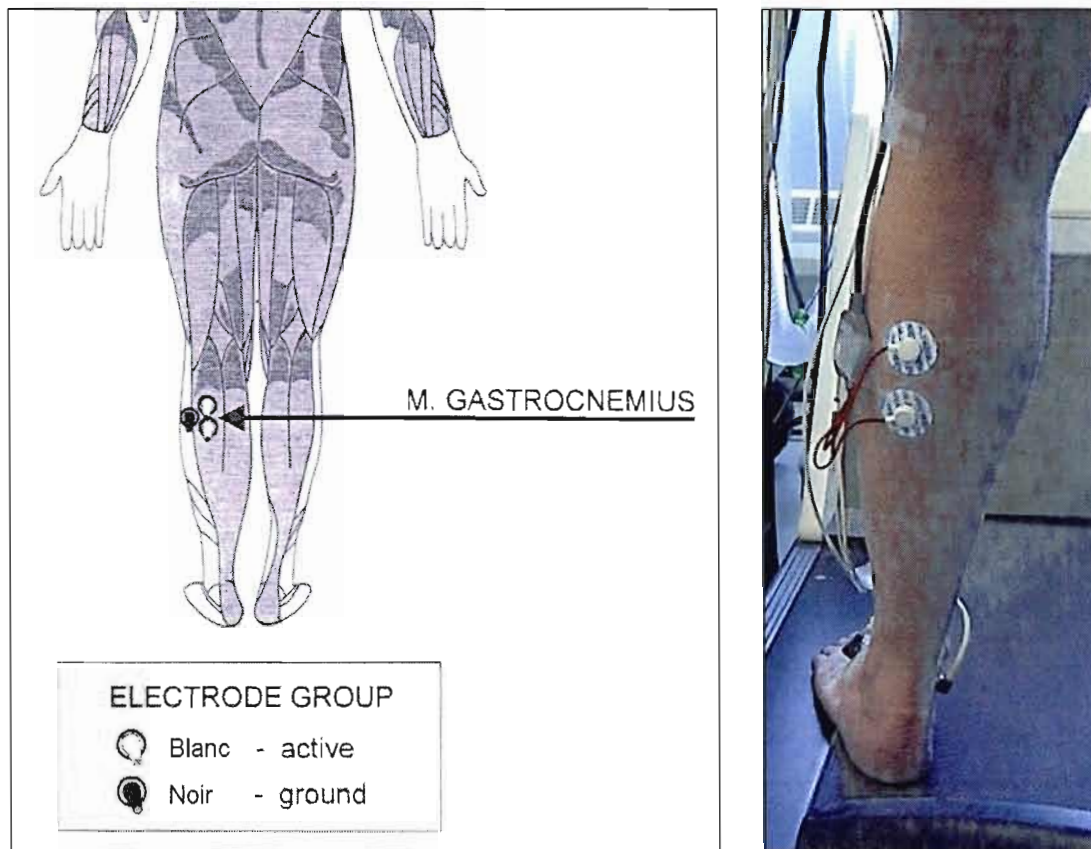 M. GASTROCNEMIUS
ELECTRODE GROUP
Blanc - active
Noir - ground